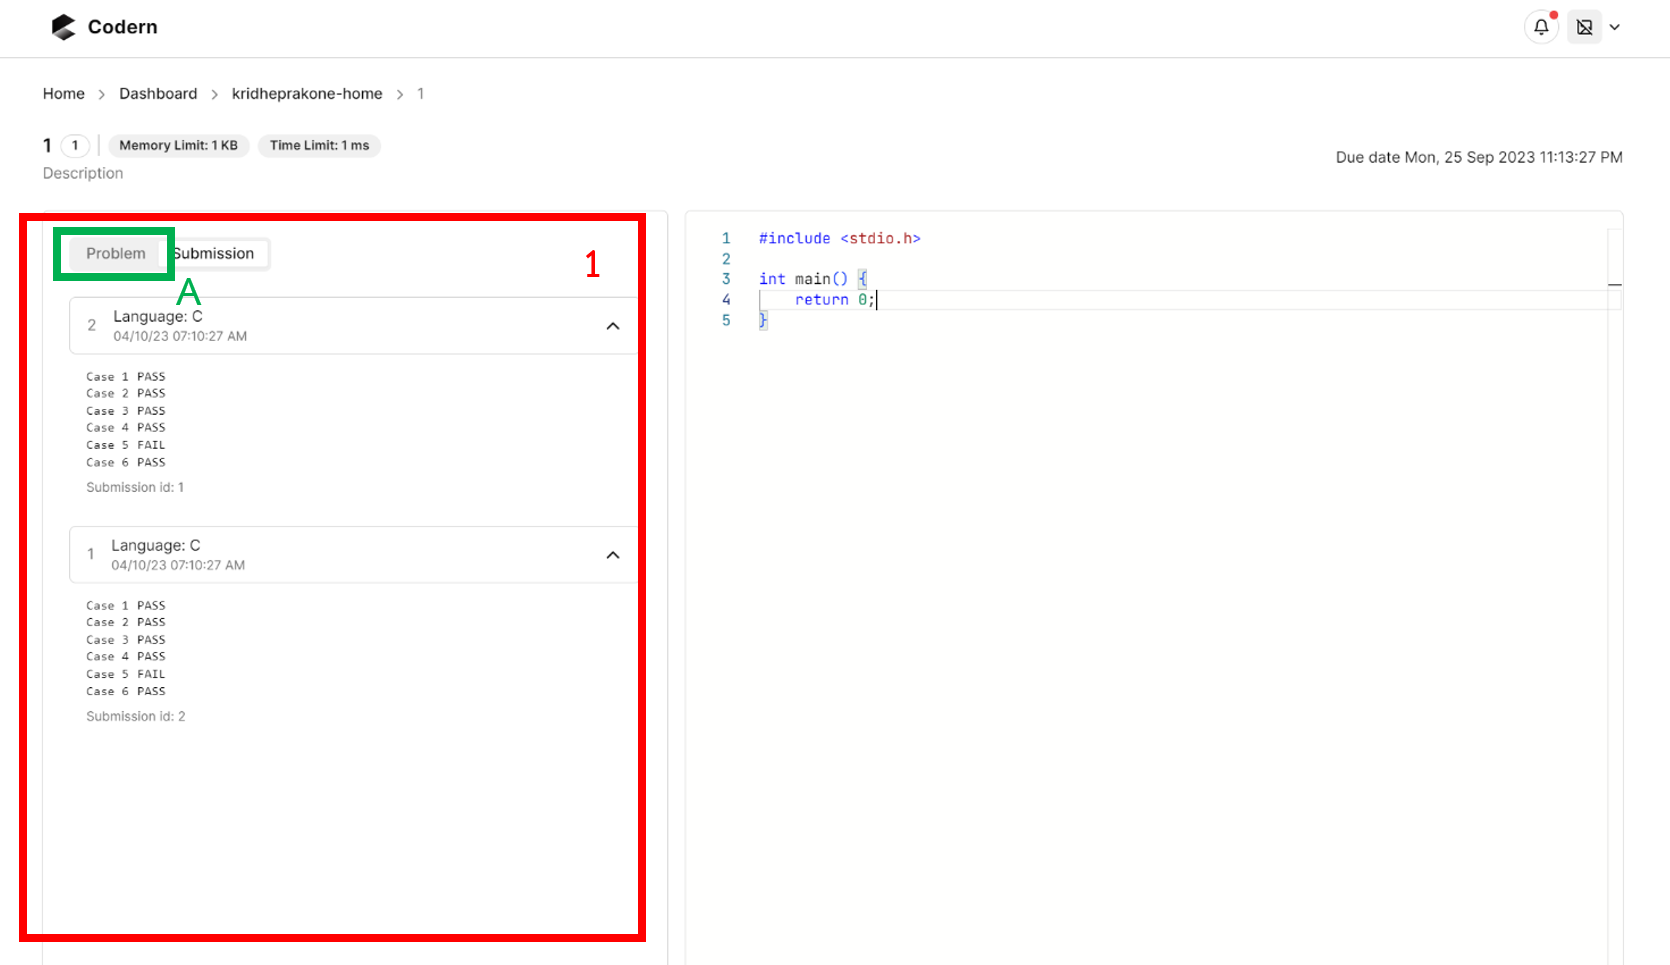 Codern
Home > Dashboard > kridheprakone-home > 1
1 1 Memory Limit: 1 KB Time Limit: 1 ms
Description
Due date Mon, 25 Sep 2023 11:13:27 PM
Problem Submission
1
A
2 Language: C
04/10/23 07:10:27 AM
Case 1 PASS
Case 2 PASS
Case 3 PASS
Case 4 PASS
Case 5 FAIL
Case 6 PASS
Submission id: 1
1 Language: C
04/10/23 07:10:27 AM
Case 1 PASS
Case 2 PASS
Case 3 PASS
Case 4 PASS
Case 5 FAIL
Case 6 PASS
Submission id: 2
1 #include <stdio.h>
2
3 int main() {
4 return 0;
5 }